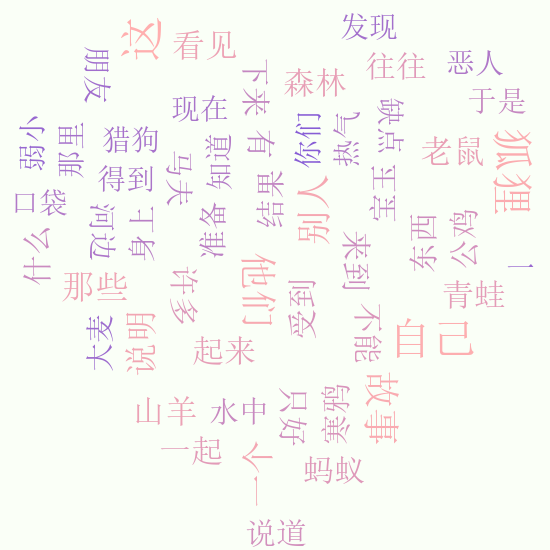 发现
这
看见
朋友
往往
恶人
下来
森林
于是
现在
缺点
弱小
那里
猎狗
有
你们
热气
老鼠
狐狸
知道
马夫
得到
宝玉
口袋
结果
别人
河边
身上
准备
东西
公鸡
什么
来到
一
那些
许多
他们
受到
青蛙
大麦
说明
不能
自己
起来
山羊
水中
只好
寒鸦
故事
一起
一个
蚂蚁
说道